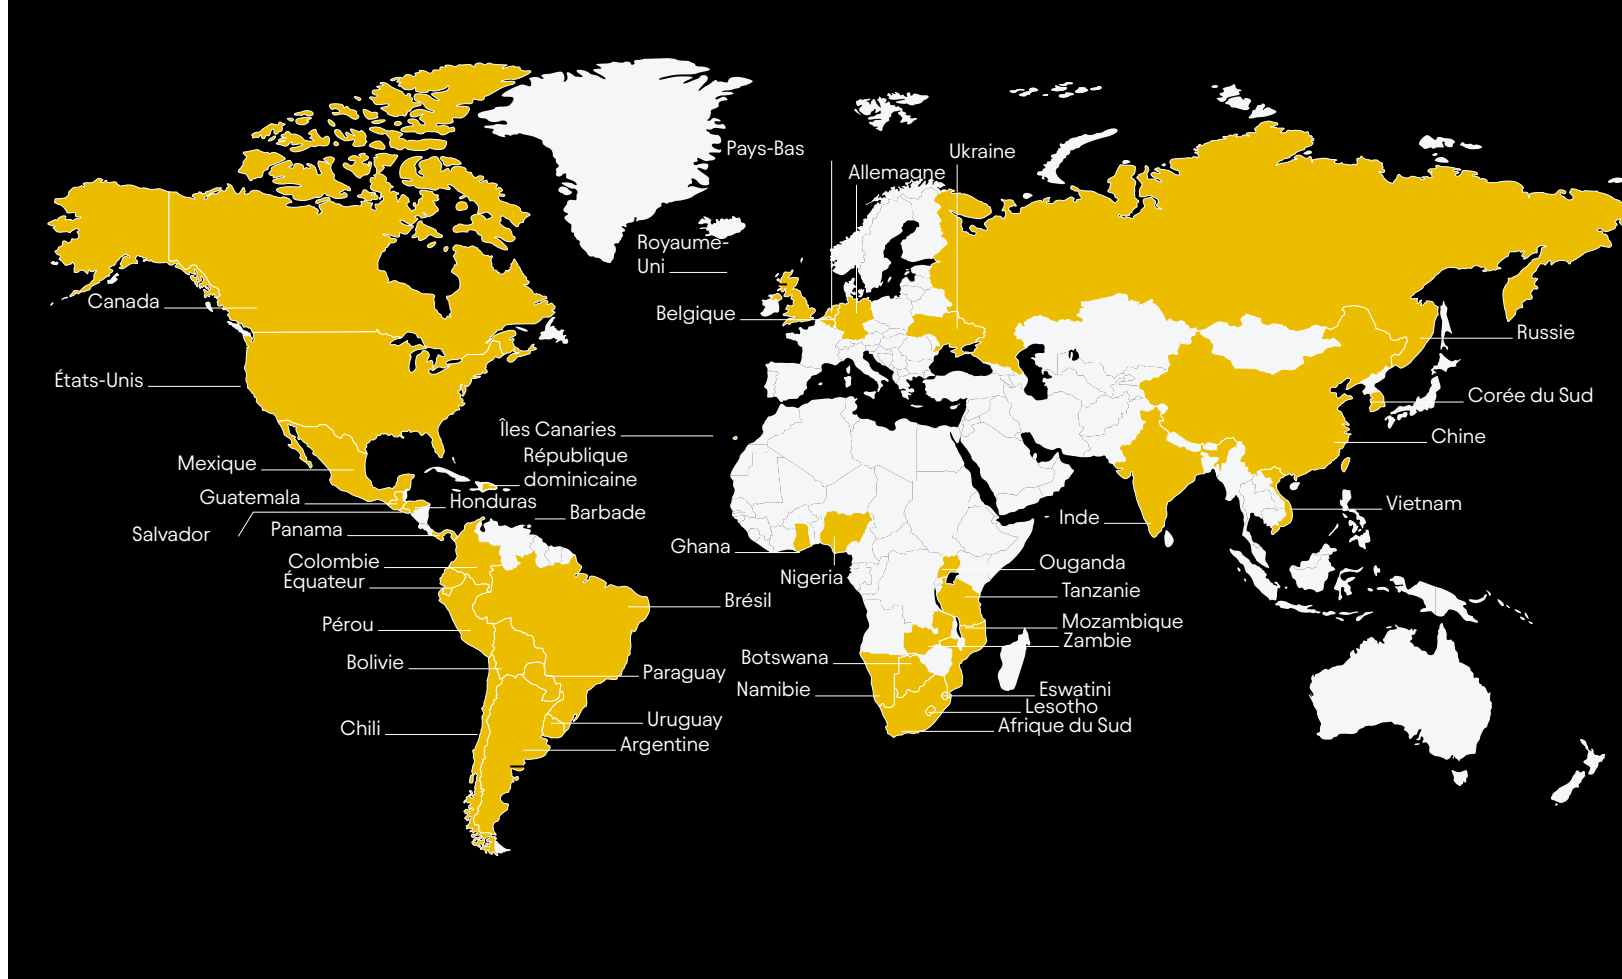 Pays-Bas
Ukraine
Allemagne
Royaume-
Uni
Canada
Belgique
Russie
États-Unis
Corée du Sud
Îles Canaries
Chine
République
dominicaine
Mexique
Guatemala
Honduras
Barbade
Vietnam
Inde
Salvador
Panama
Ghana
Colombie
Ouganda
Équateur
Nigeria
Tanzanie
Brésil
Pérou
Mozambique
Zambie
Bolivie
Botswana
Paraguay
Namibie
Eswatini
Lesotho
Chili
Uruguay
Afrique du Sud
Argentine